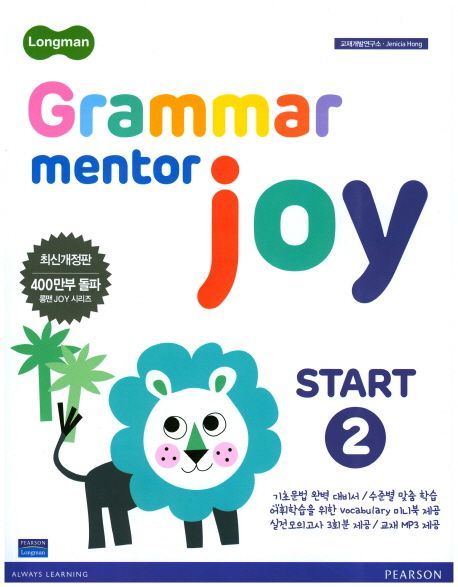 Longman
교재개발연구소 · Jenicia Hong
Grammar
mentor
joy
최신개정판
400만부 돌파
롱맨 JOY 시리즈
START
2
기초문법 완벽 대비서 / 수준별 맞춤 학습
어휘학습을 위한 Vocabulary 미니북 제공
실전모의고사 3회분 제공 / 교재 MP3 제공
PEARSON
Longman
ALWAYS LEARNING
PEARSON